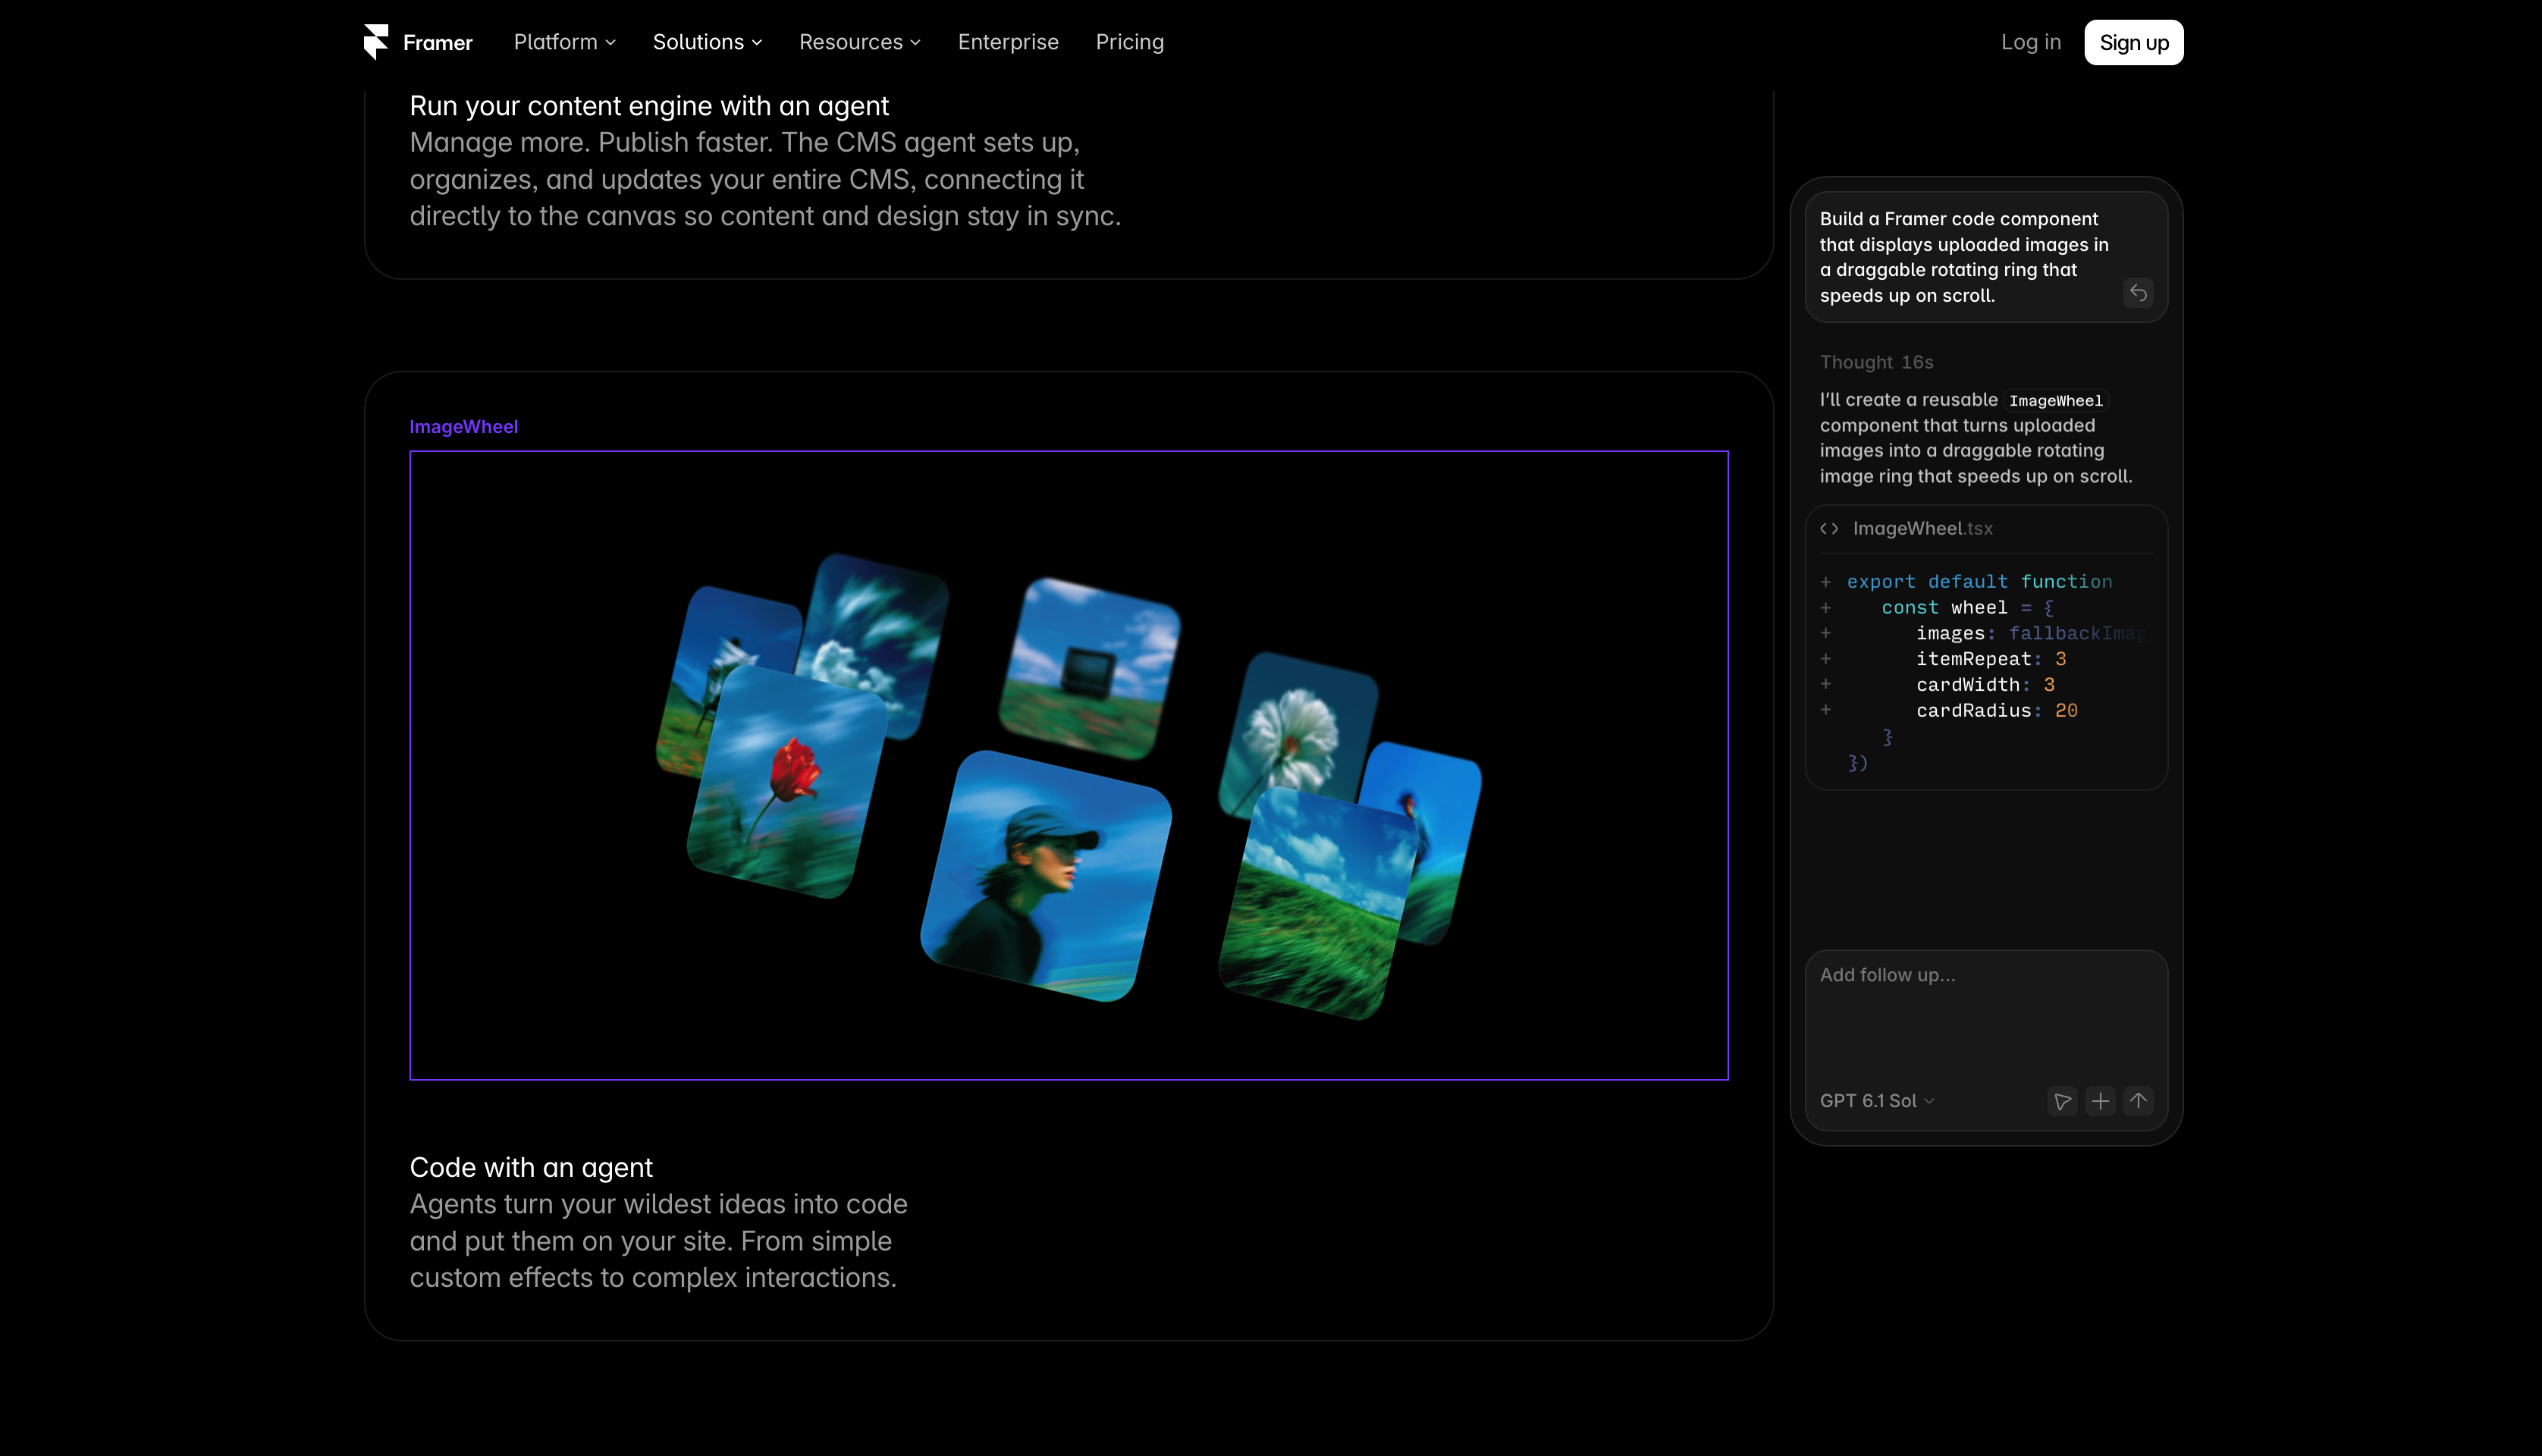 Framer
Platform
Solutions
Resources
Enterprise
Pricing
Log in
Sign up
Run your content engine with an agent
Manage more. Publish faster. The CMS agent sets up,
organizes, and updates your entire CMS, connecting it
directly to the canvas so content and design stay in sync.
ImageWheel
Code with an agent
Agents turn your wildest ideas into code
and put them on your site. From simple
custom effects to complex interactions.
Build a Framer code component
that displays uploaded images in
a draggable rotating ring that
speeds up on scroll.
Thought 16s
I’ll create a reusable ImageWheel
component that turns uploaded
images into a draggable rotating
image ring that speeds up on scroll.
ImageWheel.tsx
+ export default function
+ const wheel = {
+ images: fallbackImag
+ itemRepeat: 3
+ cardWidth: 3
+ cardRadius: 20
}
})
Add follow up...
GPT 6.1 Sol